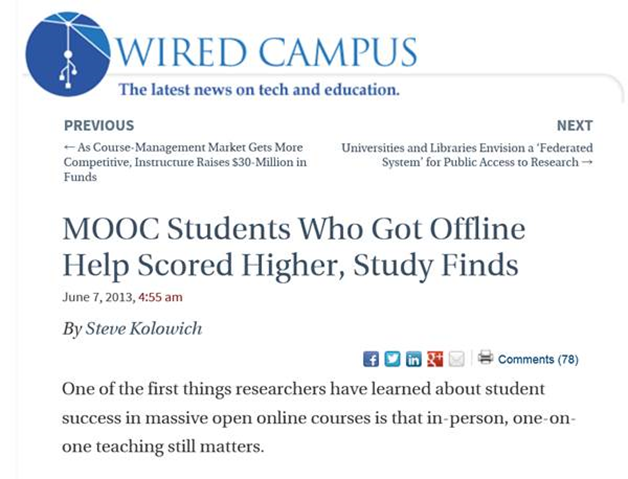 WIRED CAMPUS
The latest news on tech and education.
PREVIOUS
← As Course-Management Market Gets More
Competitive, Instructure Raises $30-Million in
Funds
NEXT
Universities and Libraries Envision a ‘Federated
System’ for Public Access to Research →
MOOC Students Who Got Offline
Help Scored Higher, Study Finds
June 7, 2013, 4:55 am
By Steve Kolowich
Comments (78)
One of the first things researchers have learned about student
success in massive open online courses is that in-person, one-on-
one teaching still matters.